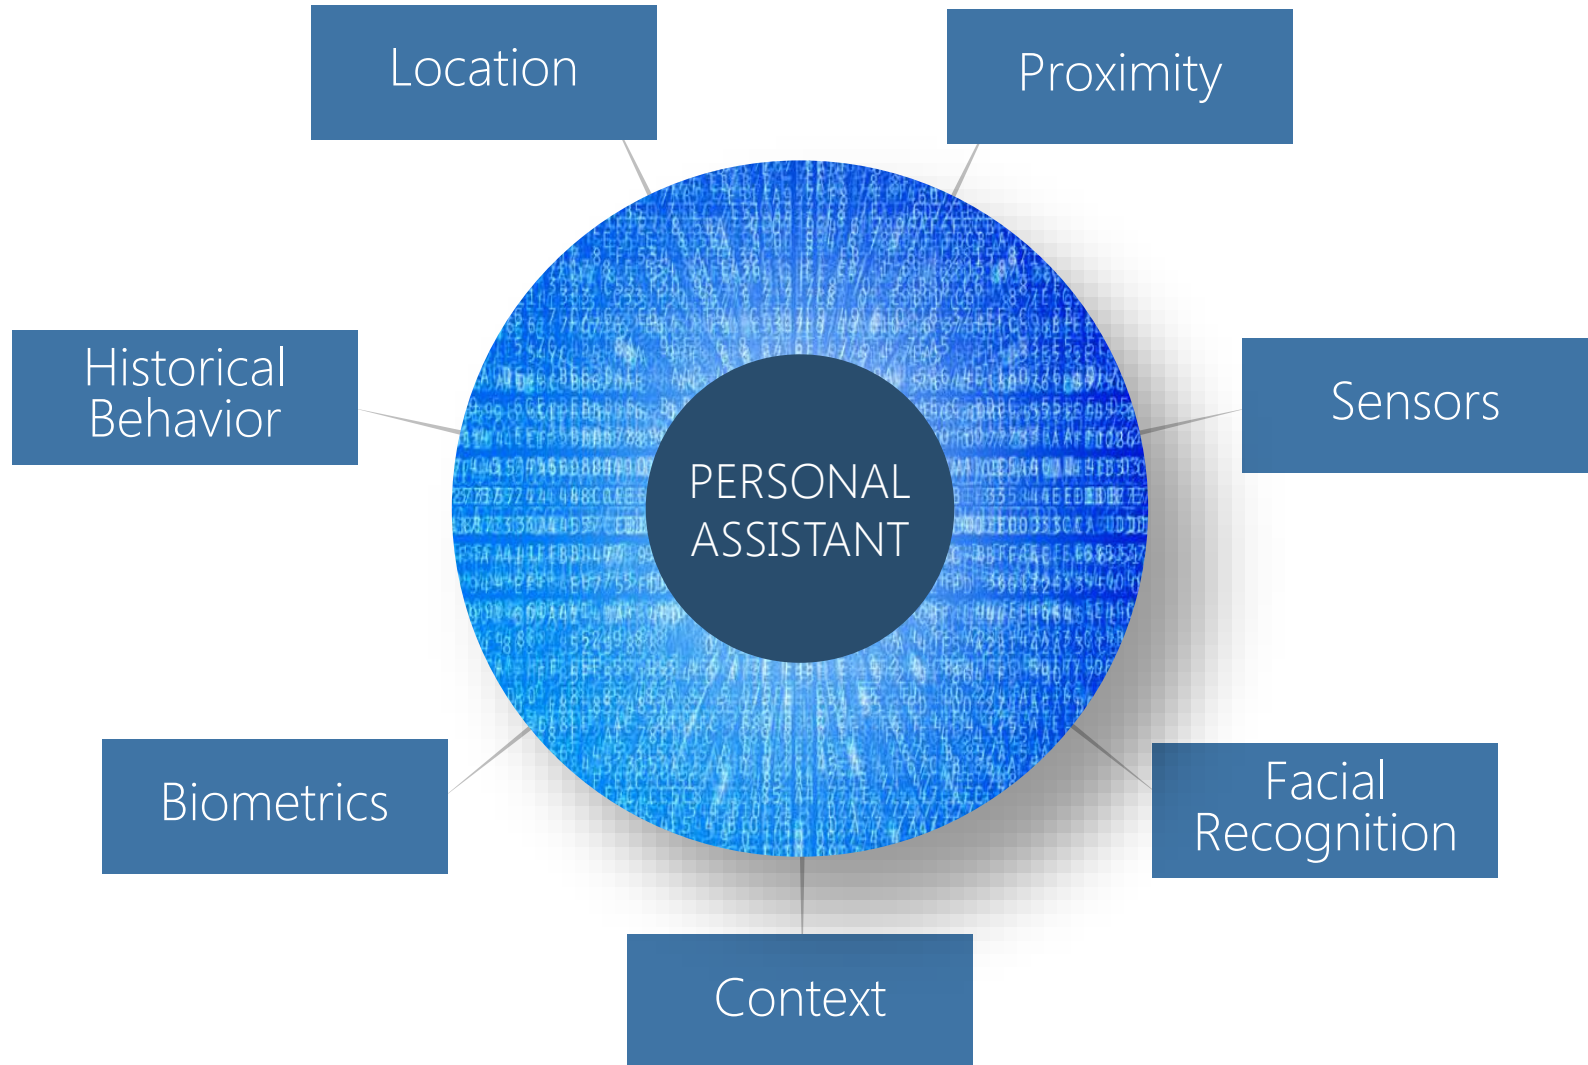 Location
Proximity
Historical
Behavior
Sensors
PERSONAL
ASSISTANT
Biometrics
Facial
Recognition
Context